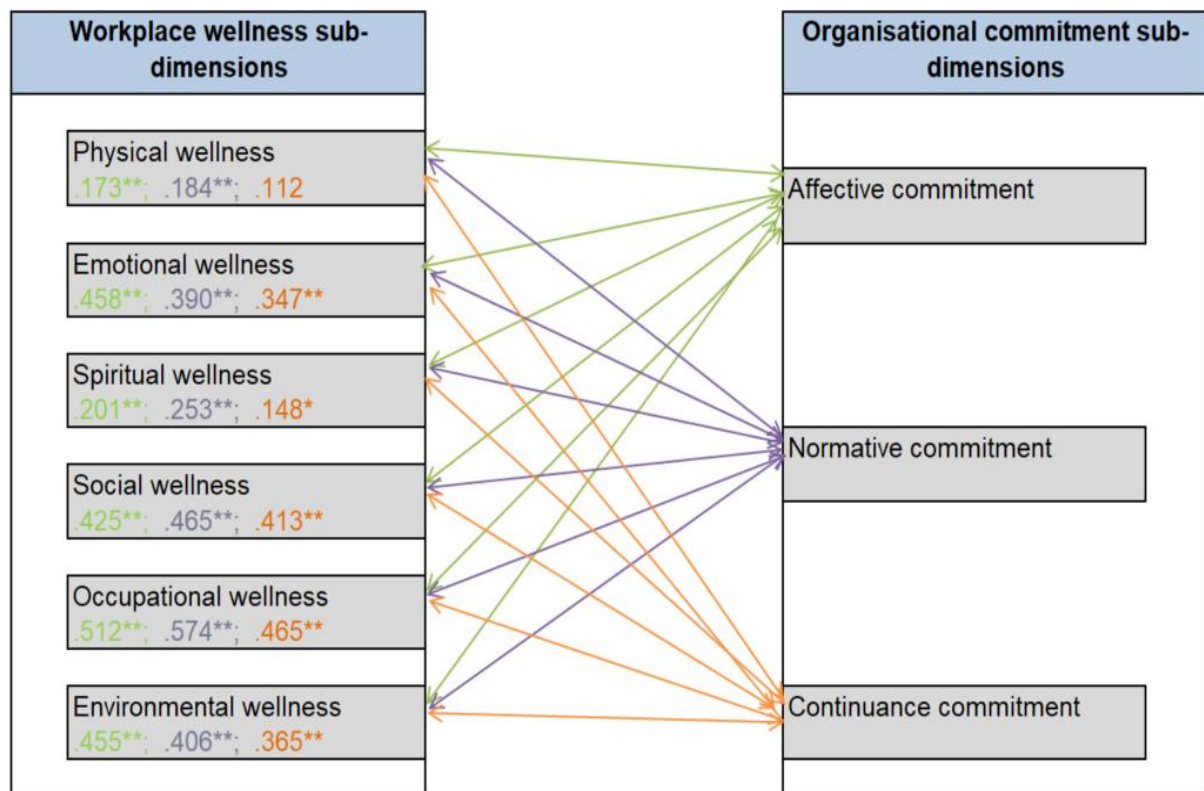 Workplace wellness sub-
dimensions
Physical wellness
.173**; .184**; .112
Emotional wellness
.458**; .390**; .347**
Spiritual wellness
.201**; .253**; .148*
Social wellness
.425**; .465**; .413**
Occupational wellness
.512**; .574**; .465**
Environmental wellness
.455**; .406**; .365**
Organisational commitment sub-
dimensions
Affective commitment
Normative commitment
Continuance commitment